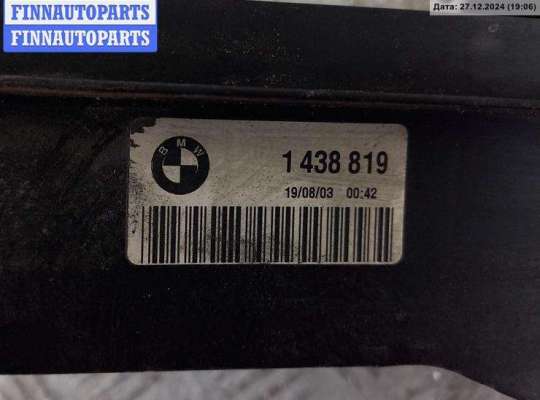 FINNAUTOPARTS
FINNAUTOPARTS
Дата: 27.12.2024 (19:06)
BMW
1 438 819
19/08/03 00:42